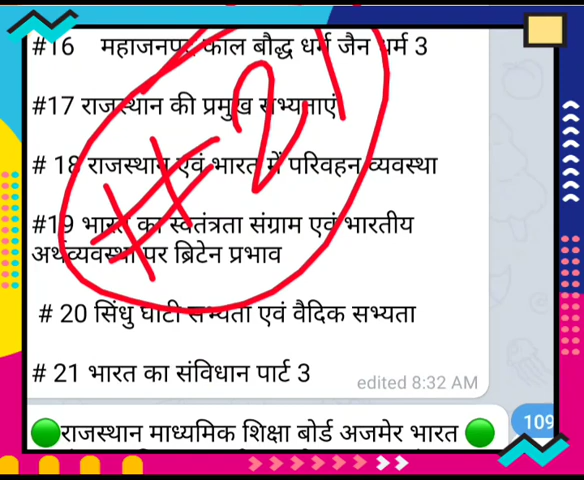 #16 महाजनपद काल बौद्ध धर्म जैन धर्म 3
#17 राजस्थान की प्रमुख सभ्यताएं
# 18 राजस्थान एवं भारत में परिवहन व्यवस्था
#19 भारत का स्वतंत्रता संग्राम एवं भारतीय
अर्थव्यवस्था पर ब्रिटेन प्रभाव
# 20 सिंधु घाटी सभ्यता एवं वैदिक सभ्यता
# 21 भारत का संविधान पार्ट 3
edited 8:32 AM
राजस्थान माध्यमिक शिक्षा बोर्ड अजमेर भारत
109
#21